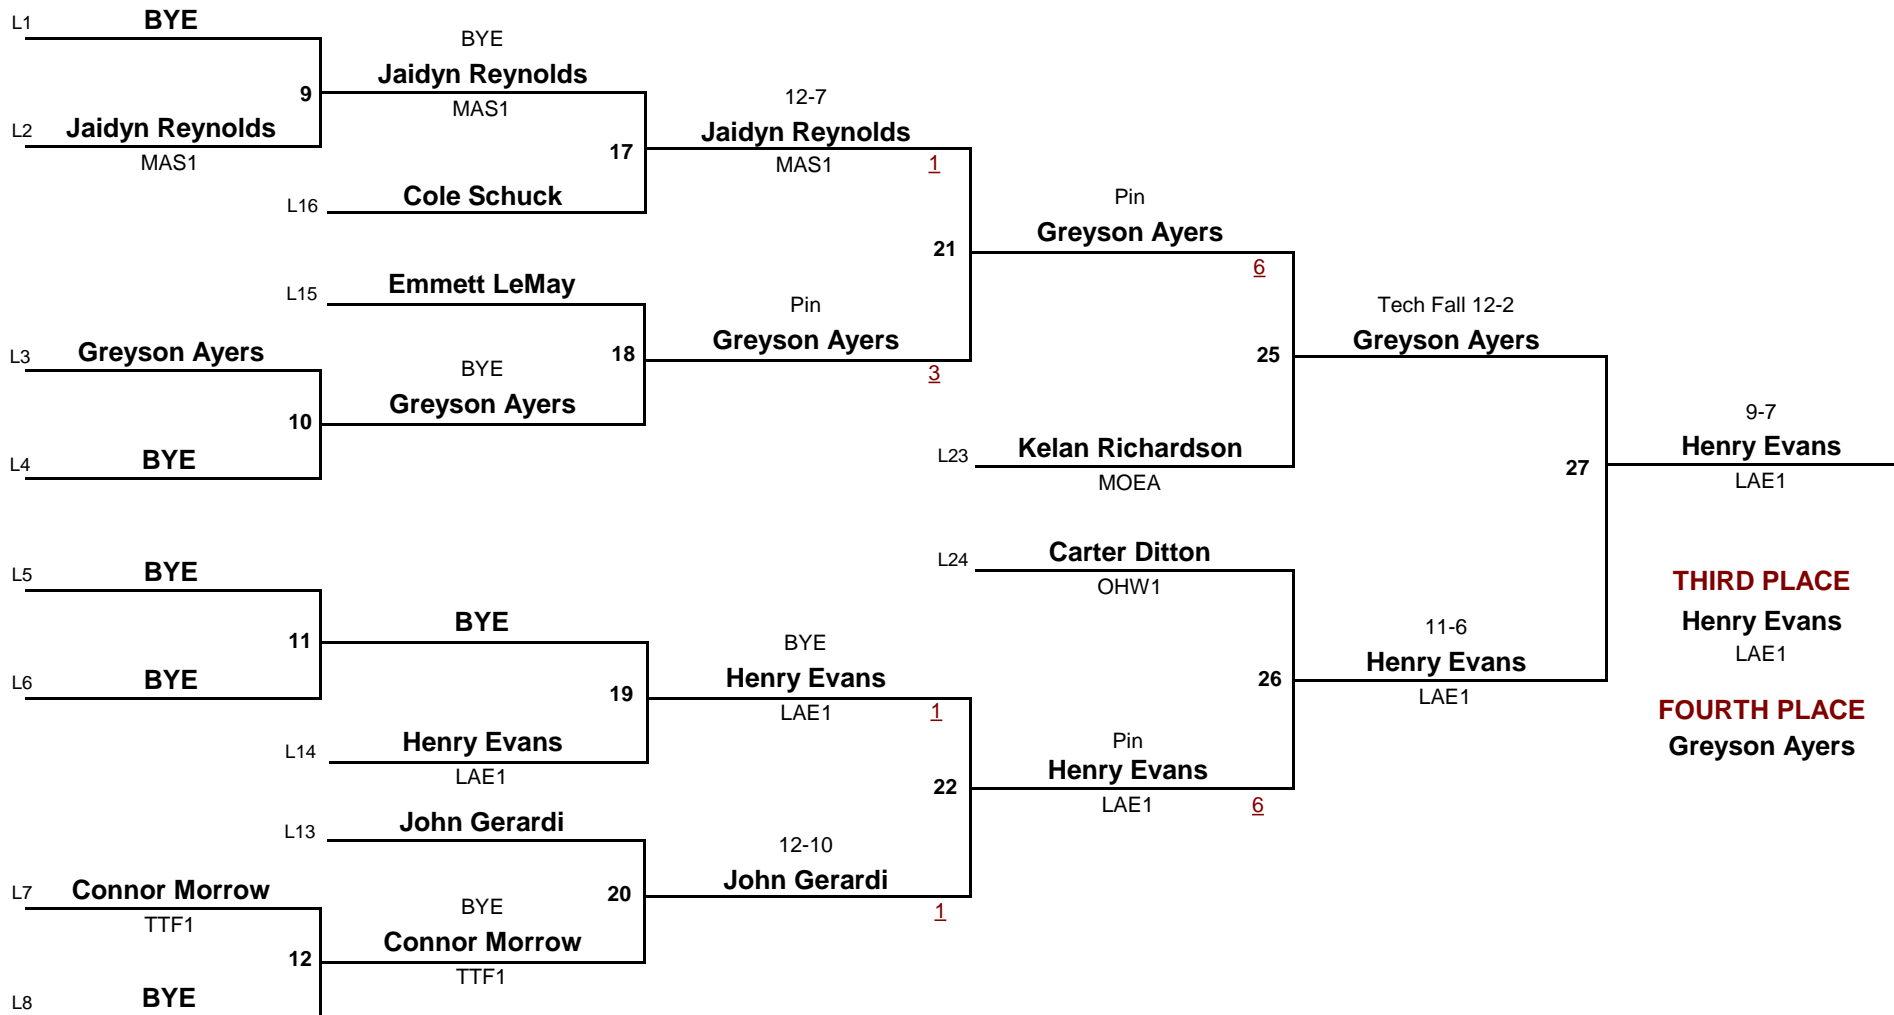 L1 BYE
9
L2 Jaidyn Reynolds
MAS1
BYE
Jaidyn Reynolds
MAS1
17
L16 Cole Schuck
12-7
Jaidyn Reynolds
MAS1 1
21
L15 Emmett LeMay
18
L3 Greyson Ayers
10
L4 BYE
BYE
Greyson Ayers
Pin
Greyson Ayers
3
Pin
Greyson Ayers
6
25
L23 Kelan Richardson
MOEA
Tech Fall 12-2
Greyson Ayers
27
9-7
Henry Evans
LAE1
L5 BYE
11
L6 BYE
BYE
19
L14 Henry Evans
LAE1
BYE
Henry Evans
LAE1 1
22
L13 John Gerardi
20
L7 Connor Morrow
TTF1
12
L8 BYE
BYE
Connor Morrow
TTF1
12-10
John Gerardi
1
Pin
Henry Evans
LAE1 6
L24 Carter Ditton
OHW1
26
11-6
Henry Evans
LAE1
THIRD PLACE
Henry Evans
LAE1
FOURTH PLACE
Greyson Ayers